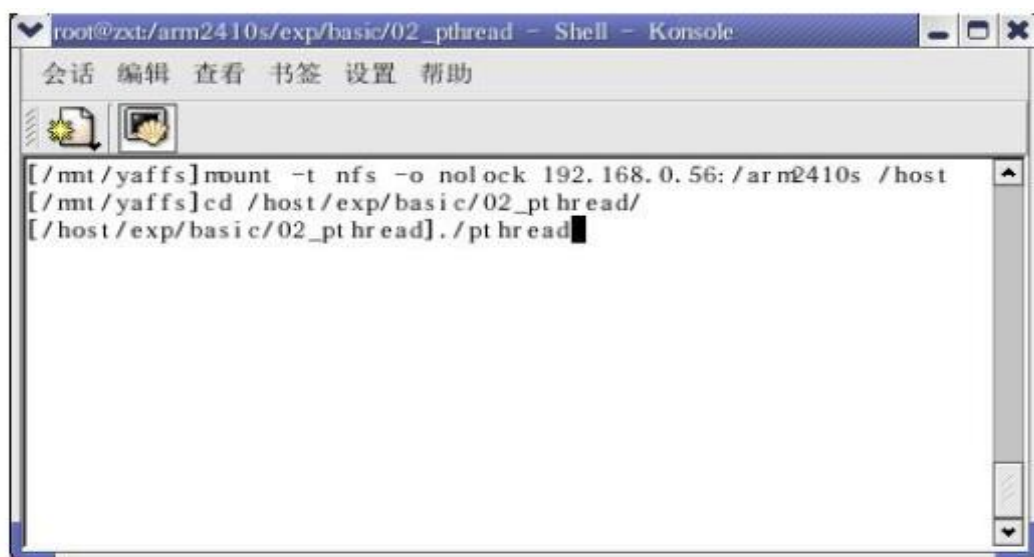 root@zxt:/arm2410s/exp/basic/02_pthread - Shell - Konsole
会话 编辑 查看 书签 设置 帮助
[/mnt/yaffs]mount -t nfs -o nolock 192.168.0.56:/arm2410s /host
[/mnt/yaffs]cd /host/exp/basic/02_pthread/
[/host/exp/basic/02_pthread]./pthread